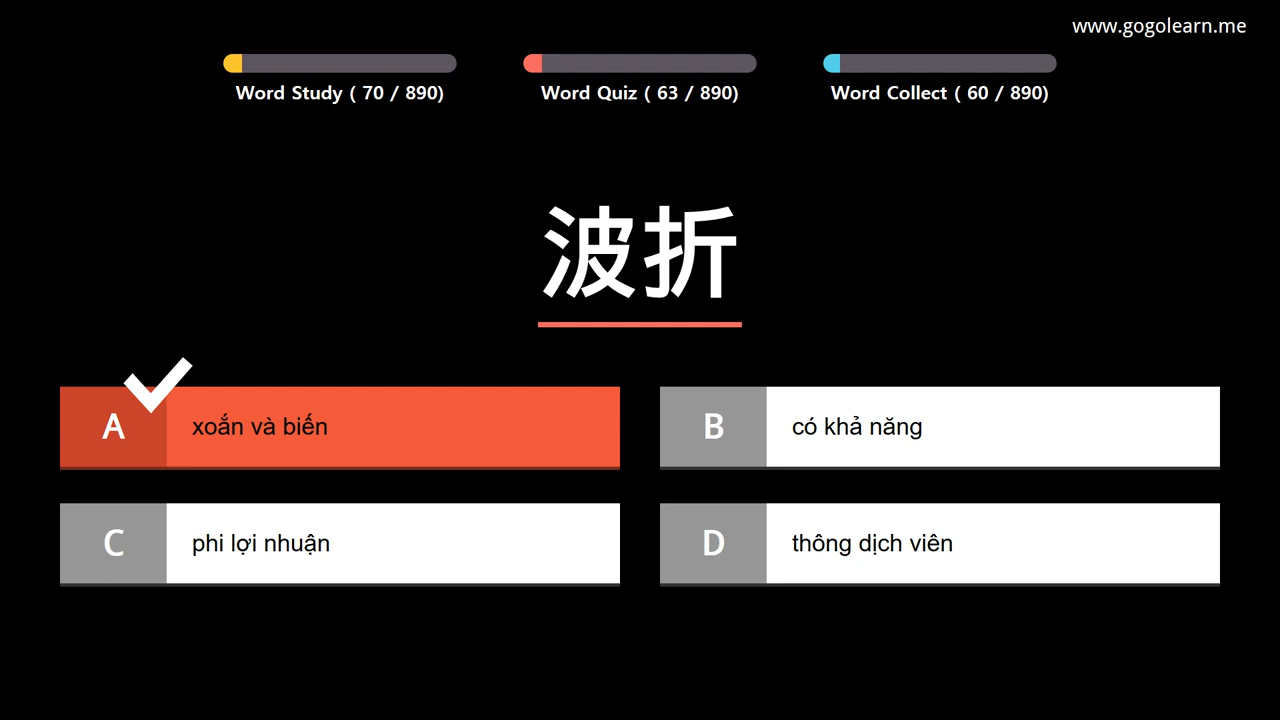 www.gogolearn.me
Word Study ( 70 / 890)
Word Quiz ( 63 / 890)
Word Collect ( 60 / 890)
波折
A xoắn và biến
B có khả năng
C phi lợi nhuận
D thông dịch viên